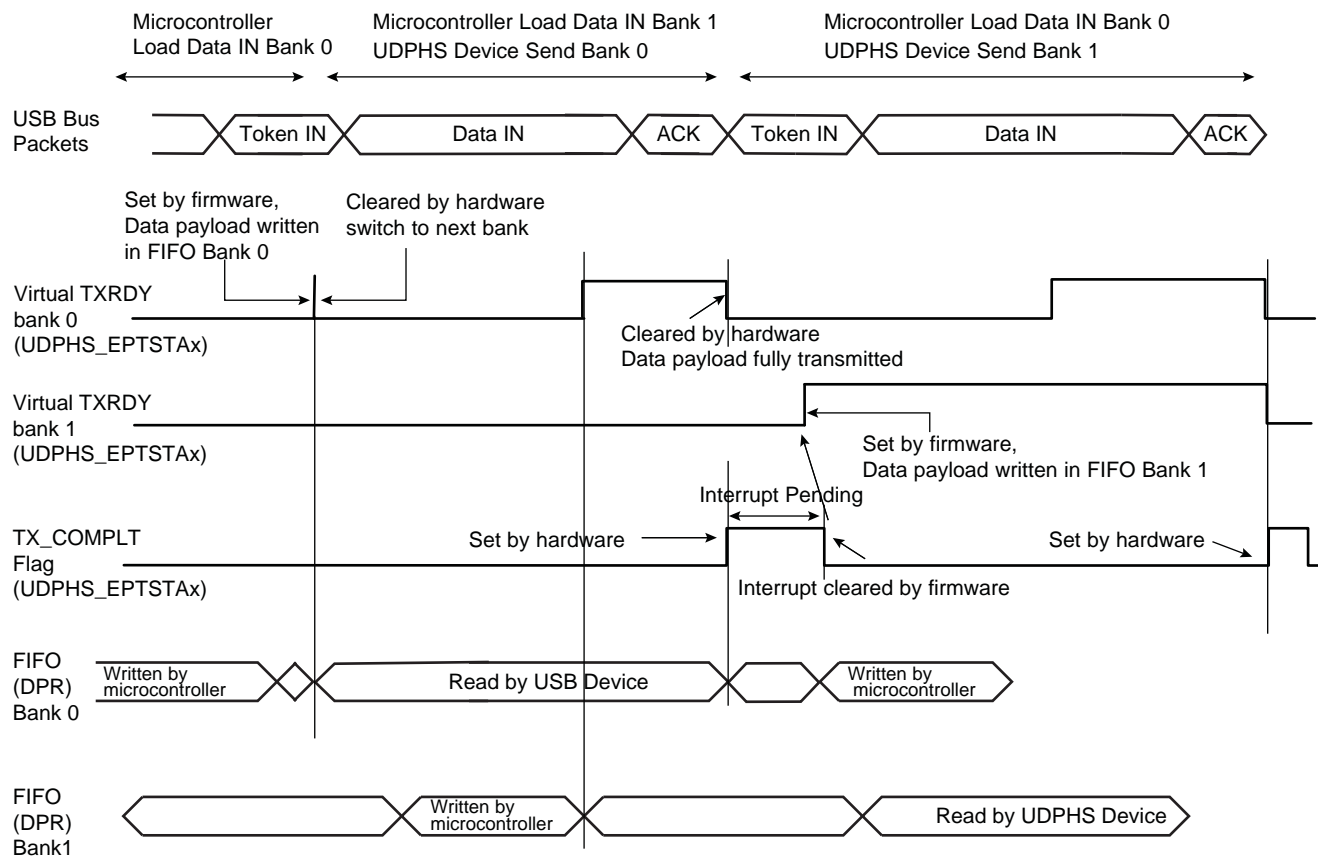 Microcontroller
Load Data IN Bank 0
Microcontroller Load Data IN Bank 1
UDPHS Device Send Bank 0
Microcontroller Load Data IN Bank 0
UDPHS Device Send Bank 1
USB Bus
Packets
Token IN
Data IN
ACK
Token IN
Data IN
ACK
Set by firmware,
Data payload written
in FIFO Bank 0
Cleared by hardware
switch to next bank
Virtual TXRDY
bank 0
(UDPHS_EPTSTAx)
Cleared by hardware
Data payload fully transmitted
Virtual TXRDY
bank 1
(UDPHS_EPTSTAx)
Set by firmware,
Data payload written in FIFO Bank 1
Interrupt Pending
TX_COMPLT
Flag
(UDPHS_EPTSTAx)
Set by hardware
Set by hardware
Interrupt cleared by firmware
FIFO
(DPR)
Bank 0
Written by
microcontroller
Read by USB Device
Written by
microcontroller
FIFO
(DPR)
Bank1
Written by
microcontroller
Read by UDPHS Device